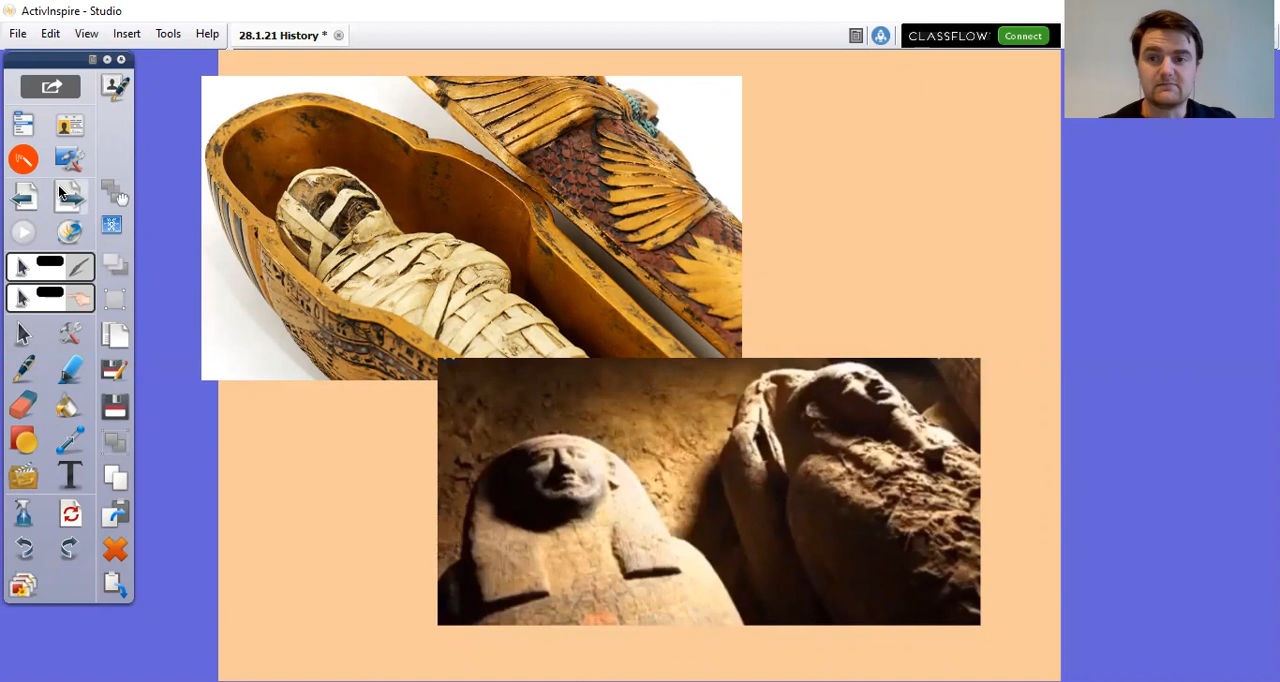 ActivInspire - Studio
File Edit View Insert Tools Help
28.1.21 History *
CLASSFLOW Connect
T